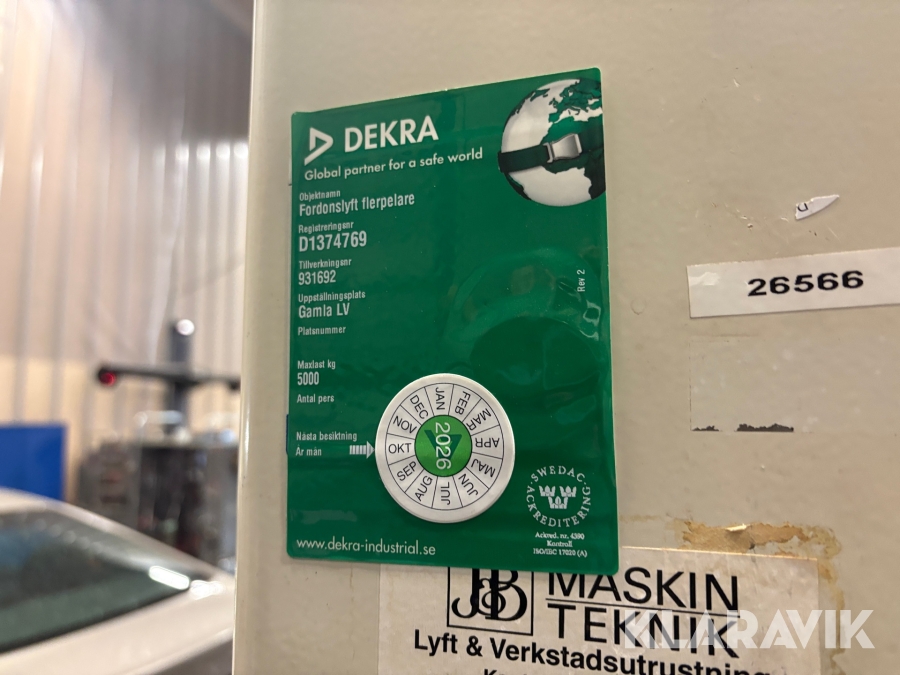 DEKRA
Global partner for a safe world
Objektnamn
Fordonslyft flerpelare
Registreringsnr
D1374769
Tillverkningsnr
931692
Uppställningsplats
Gamla LV
Platsnummer
Maxlast kg
5000
Antal pers
Nästa besiktning
År mån
JAN
FEB
MAR
APR
MAJ
JUN
JUL
AUG
SEP
OKT
NOV
DEC
2026
Rev 2
SWEDAC
ACKREDITERING
Ackred. nr. 4390
Kontroll
ISO/IEC 17020 (A)
www.dekra-industrial.se
26566
J&B MASKIN
TEKNIK
Lyft & Verkstadsutrustning
KLARAVIK